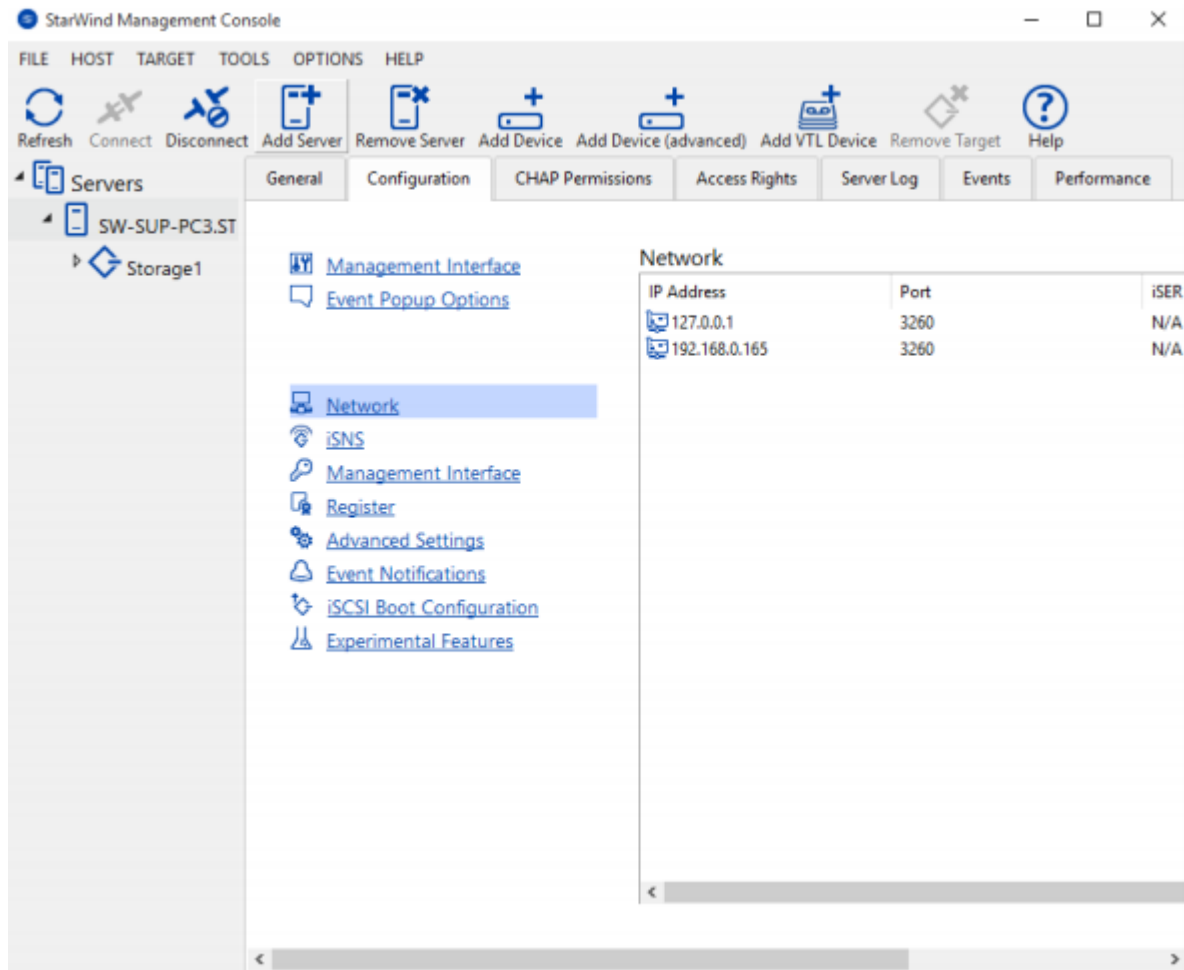 StarWind Management Console
FILE HOST TARGET TOOLS OPTIONS HELP
Refresh Connect Disconnect Add Server Remove Server Add Device Add Device (advanced) Add VTL Device Remove Target Help
Servers
SW-SUP-PC3.ST
Storage1
General Configuration CHAP Permissions Access Rights Server Log Events Performance
Management Interface
Event Popup Options
Network
iSNS
Management Interface
Register
Advanced Settings
Event Notifications
iSCSI Boot Configuration
Experimental Features
Network
IP Address Port iSER
127.0.0.1 3260 N/A
192.168.0.165 3260 N/A